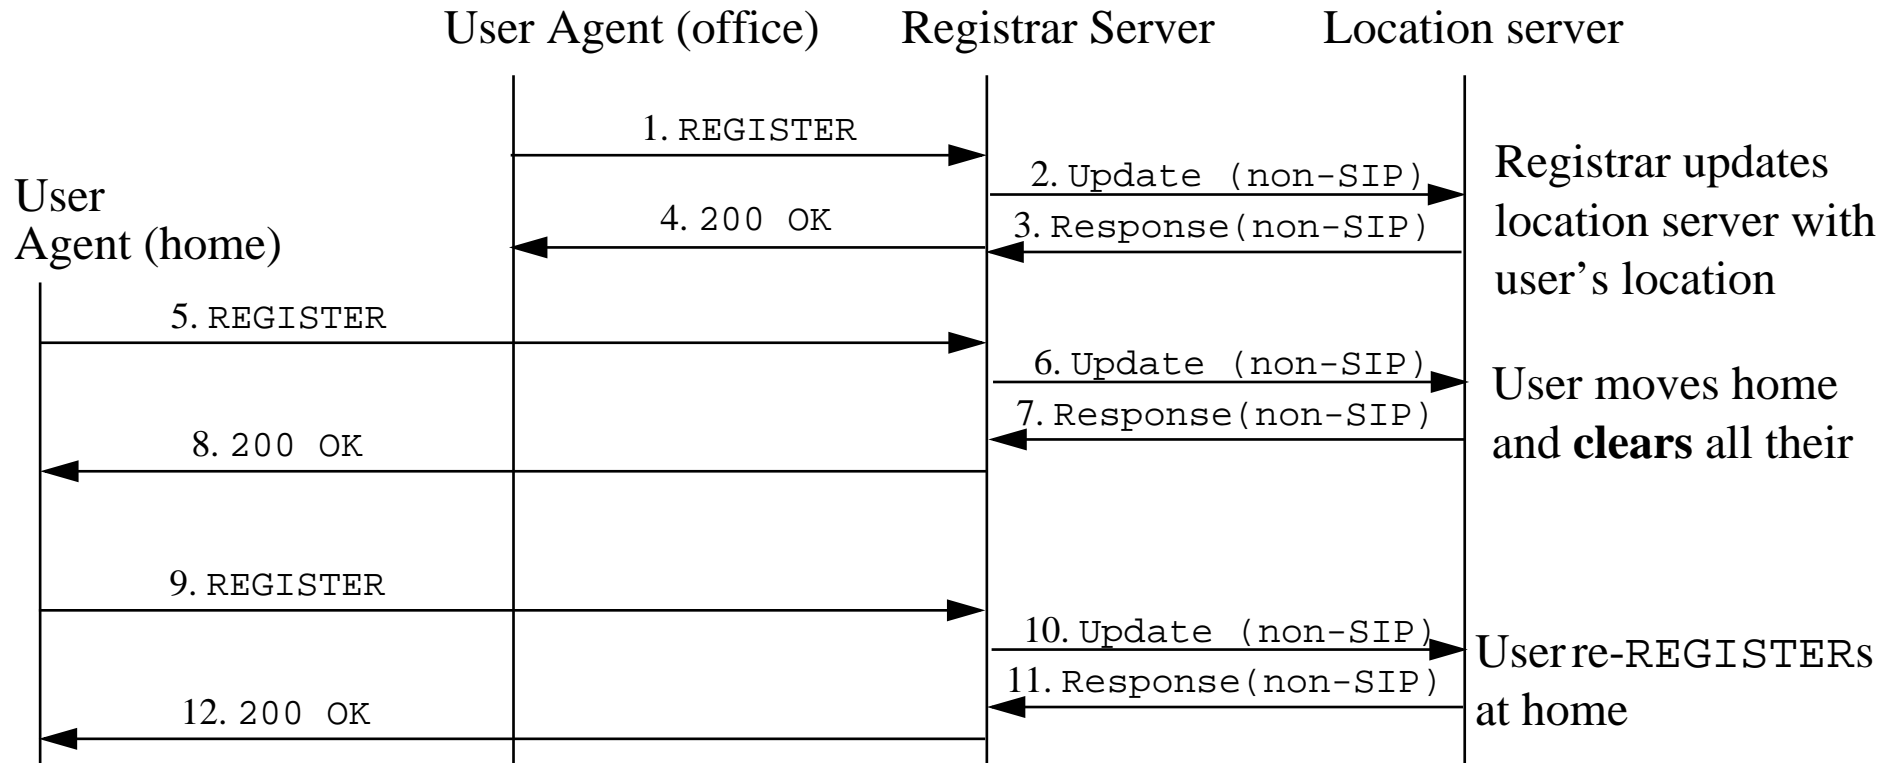 User Agent (office) Registrar Server Location server
1. REGISTER
2. Update (non-SIP)
3. Response(non-SIP)
4. 200 OK
Registrar updates
location server with
user’s location
User
Agent (home)
5. REGISTER
6. Update (non-SIP)
7. Response(non-SIP)
8. 200 OK
User moves home
and clears all their
9. REGISTER
10. Update (non-SIP)
11. Response(non-SIP)
12. 200 OK
User re-REGISTERs
at home